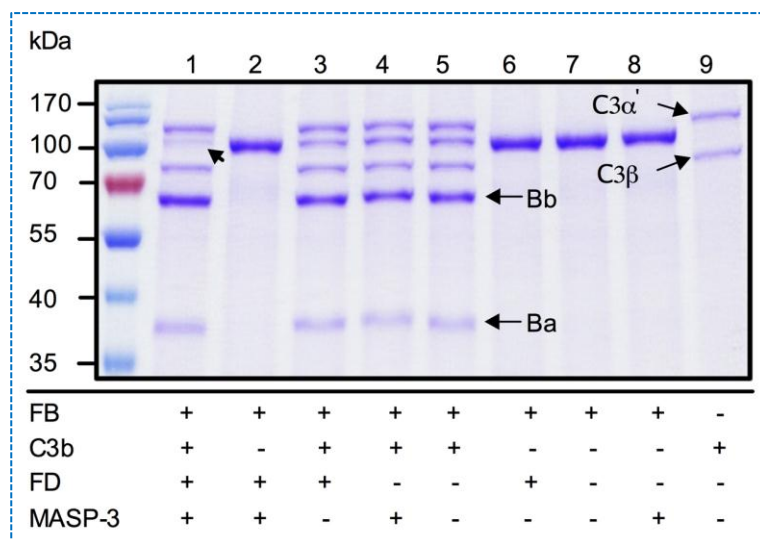 kDa
1 2 3 4 5 6 7 8 9
170
100
70
55
40
35
C3α'
C3β
Bb
Ba
FB + + + + + + + + -
C3b + - + + + - - - +
FD + + + - - + - - -
MASP-3 + + - + - - - + -